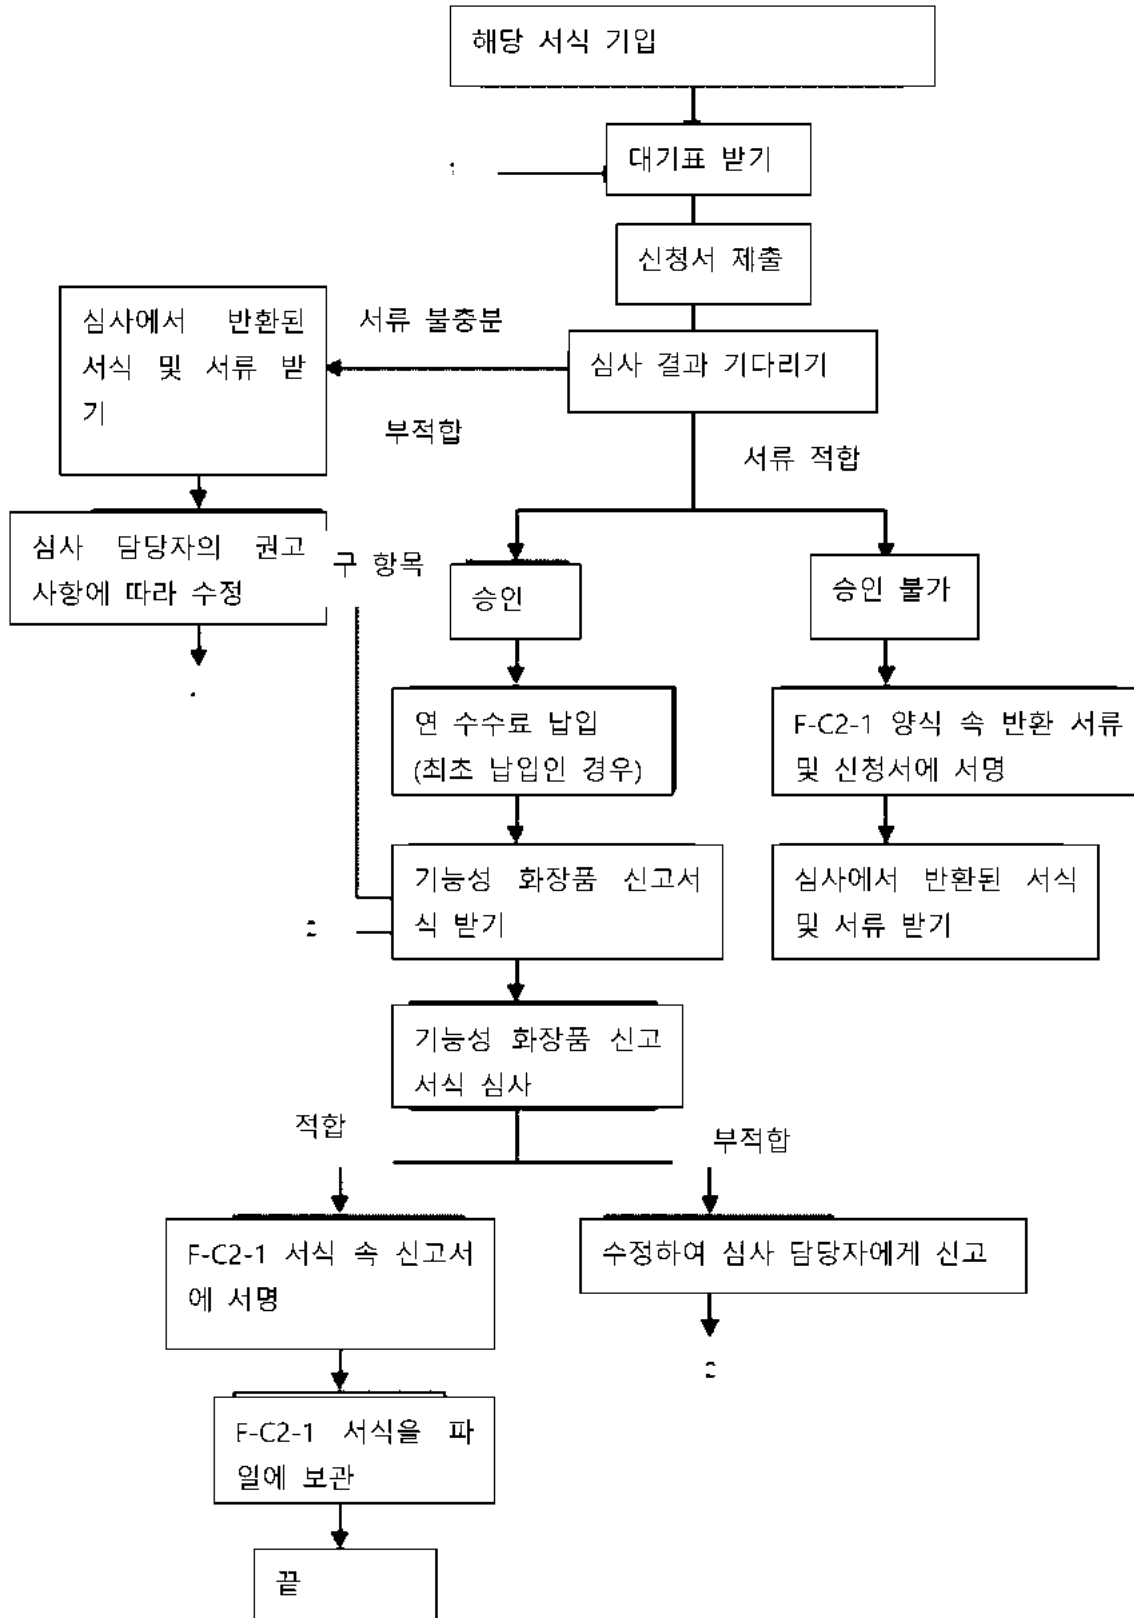 해당 서식 기입
대기표 받기
1
신청서 제출
심사에서 반환된
서식 및 서류 받
기
서류 불충분
심사 결과 기다리기
부적합
서류 적합
심사 담당자의 권고
사항에 따라 수정
구 항목
승인
승인 불가
연 수수료 납입
(최초 납입인 경우)
F-C2-1 양식 속 반환 서류
및 신청서에 서명
기능성 화장품 신고서
식 받기
2
심사에서 반환된 서식
및 서류 받기
기능성 화장품 신고
서식 심사
적합
부적합
F-C2-1 서식 속 신고서
에 서명
수정하여 심사 담당자에게 신고
2
F-C2-1 서식을 파
일에 보관
끝